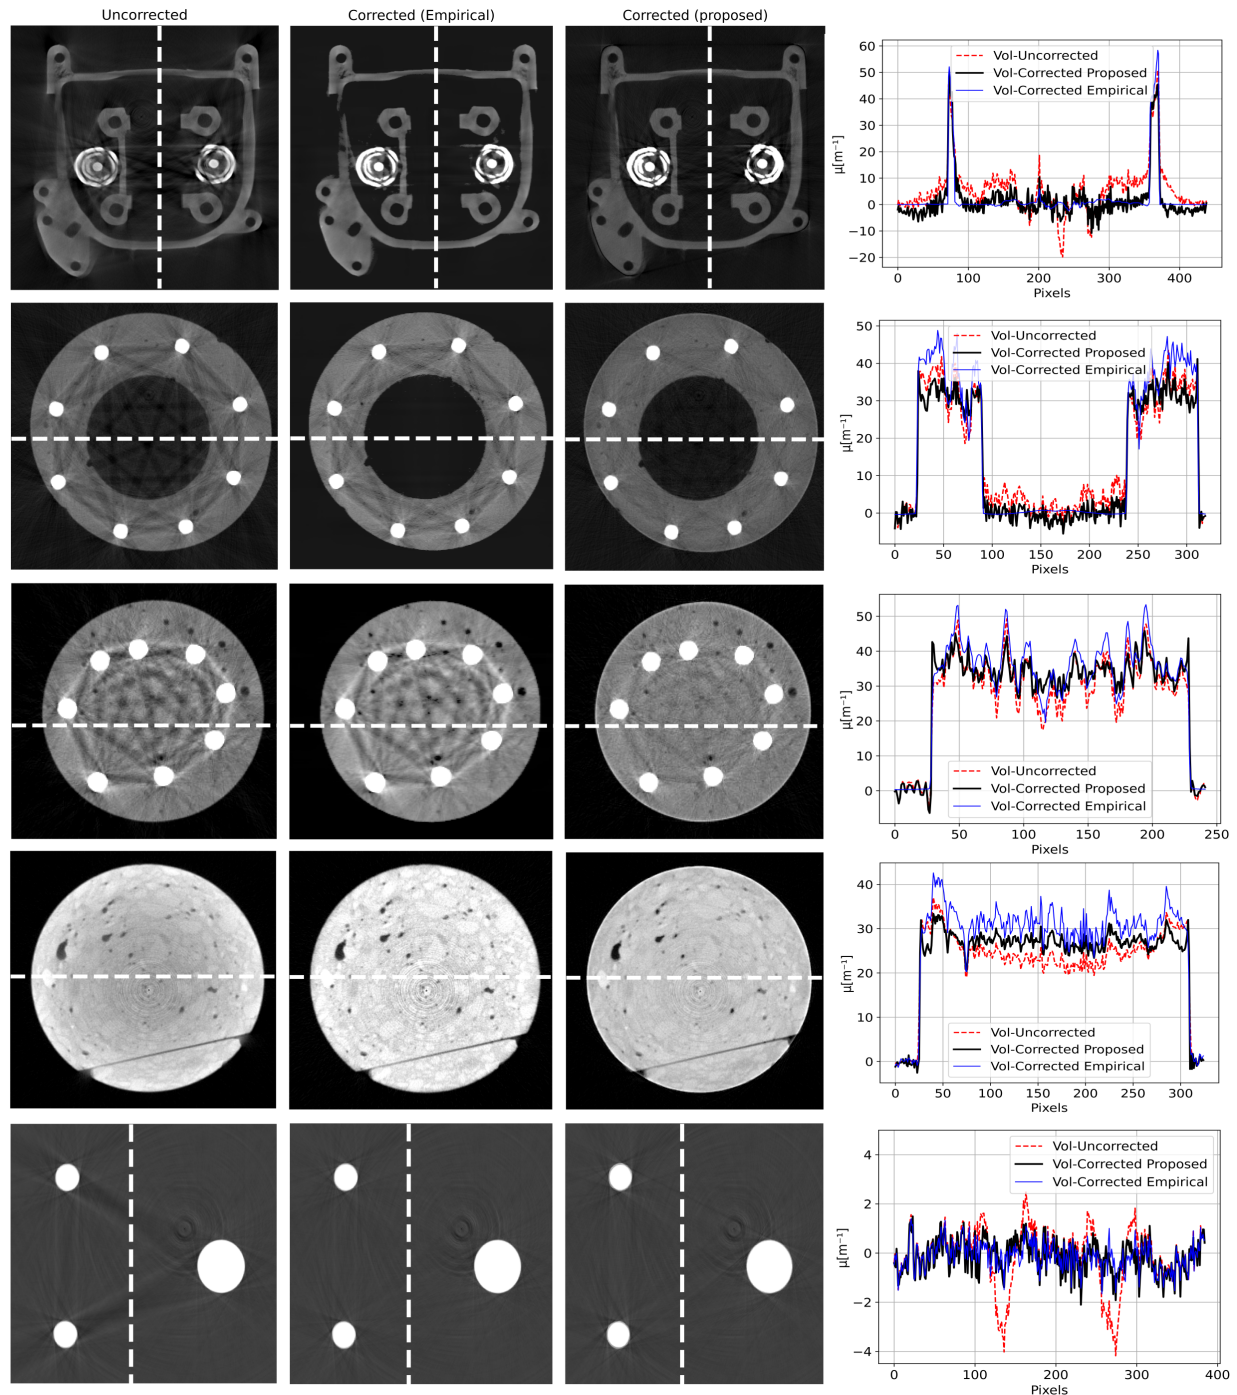 Uncorrected
Corrected (Empirical)
Corrected (proposed)
60
50
40
30
20
10
0
−10
−20
μ[m⁻¹]
Vol-Uncorrected
Vol-Corrected Proposed
Vol-Corrected Empirical
0 100 200 300 400
Pixels
50
40
30
20
10
0
μ[m⁻¹]
Vol-Uncorrected
Vol-Corrected Proposed
Vol-Corrected Empirical
0 50 100 150 200 250 300
Pixels
50
40
30
20
10
0
μ[m⁻¹]
Vol-Uncorrected
Vol-Corrected Proposed
Vol-Corrected Empirical
0 50 100 150 200 250
Pixels
40
30
20
10
0
μ[m⁻¹]
Vol-Uncorrected
Vol-Corrected Proposed
Vol-Corrected Empirical
0 50 100 150 200 250 300
Pixels
4
2
0
−2
−4
μ[m⁻¹]
Vol-Uncorrected
Vol-Corrected Proposed
Vol-Corrected Empirical
0 100 200 300 400
Pixels